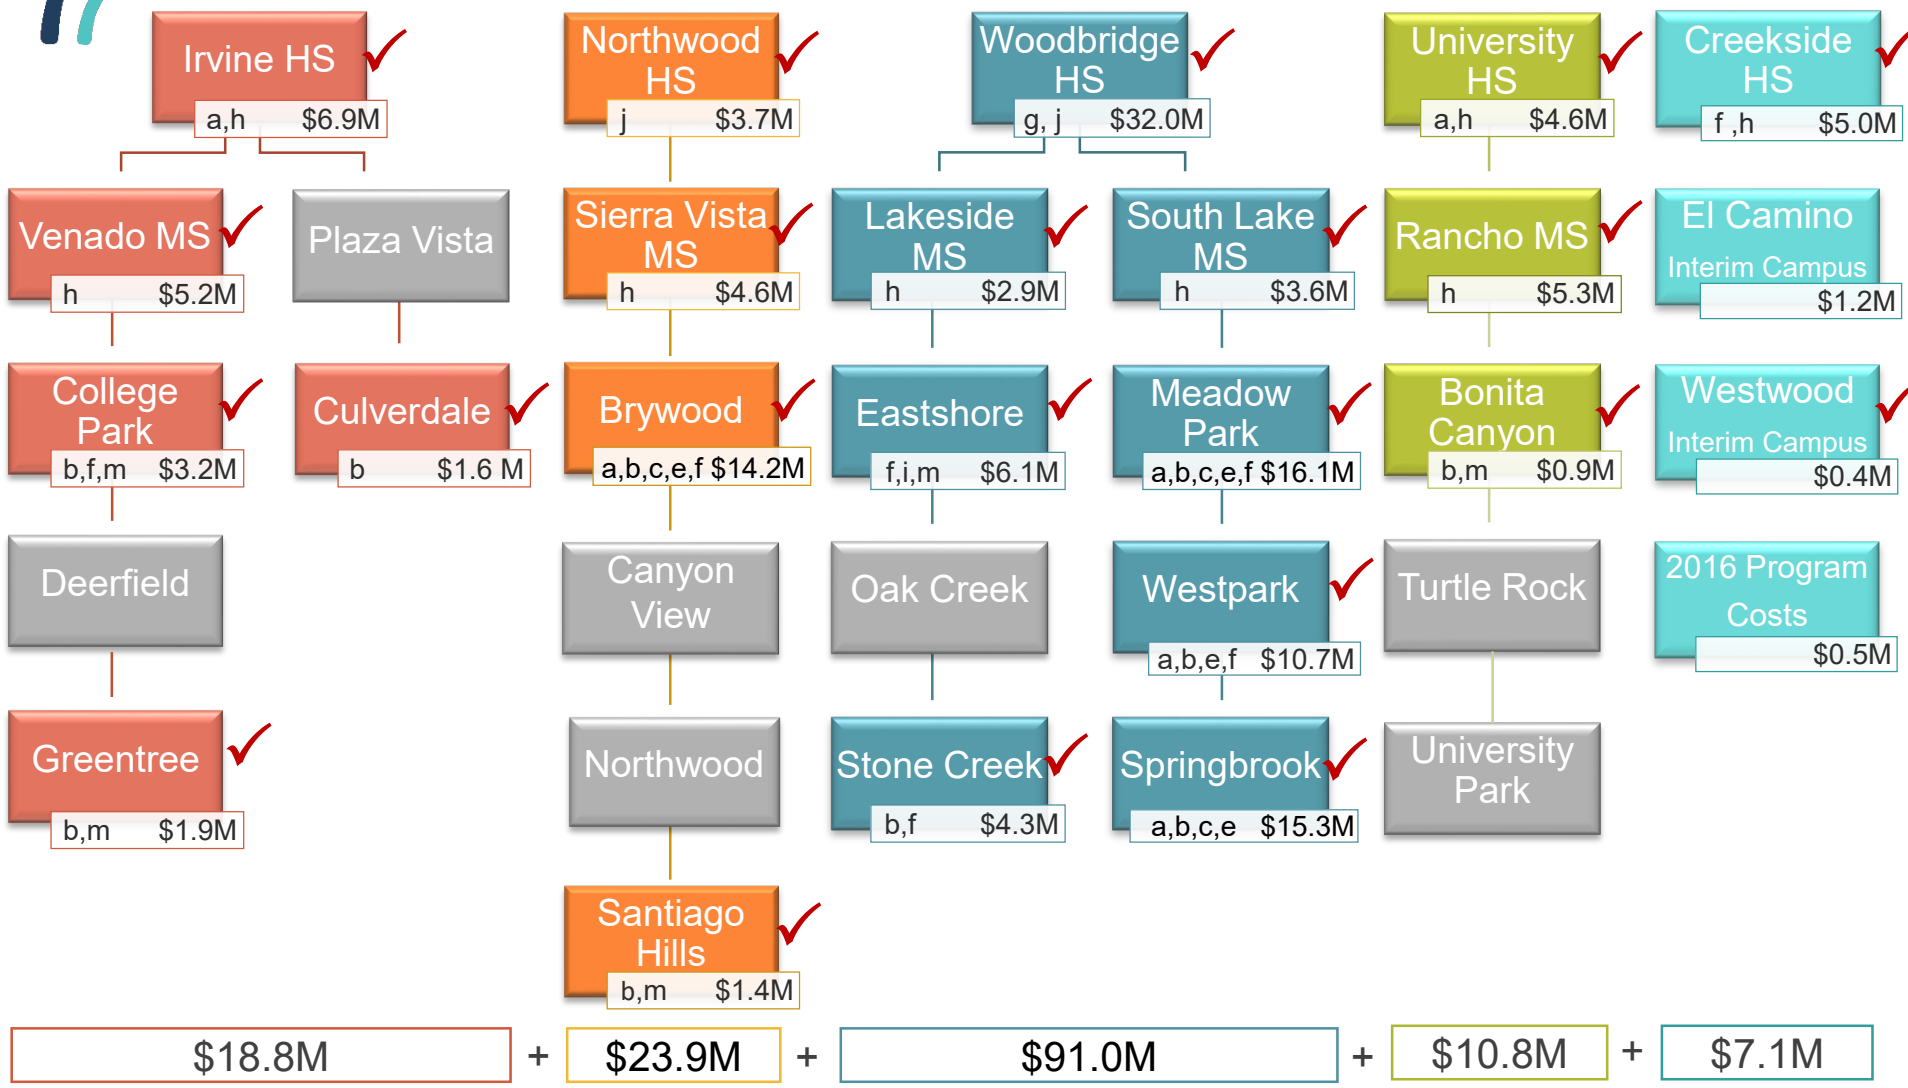 Irvine HS
a,h $6.9M
Northwood
HS
j $3.7M
Woodbridge
HS
g, j $32.0M
University
HS
a,h $4.6M
Creekside
HS
f ,h $5.0M
Venado MS
h $5.2M
Plaza Vista
Sierra Vista
MS
h $4.6M
Lakeside
MS
h $2.9M
South Lake
MS
h $3.6M
Rancho MS
h $5.3M
El Camino
Interim Campus
$1.2M
College
Park
b,f,m $3.2M
Culverdale
b $1.6 M
Brywood
a,b,c,e,f $14.2M
Eastshore
f,i,m $6.1M
Meadow
Park
a,b,c,e,f $16.1M
Bonita
Canyon
b,m $0.9M
Westwood
Interim Campus
$0.4M
Deerfield
Canyon
View
Oak Creek
Westpark
a,b,e,f $10.7M
Turtle Rock
2016 Program
Costs
$0.5M
Greentree
b,m $1.9M
Northwood
Stone Creek
b,f $4.3M
Springbrook
a,b,c,e $15.3M
University
Park
Santiago
Hills
b,m $1.4M
$18.8M + $23.9M + $91.0M + $10.8M + $7.1M